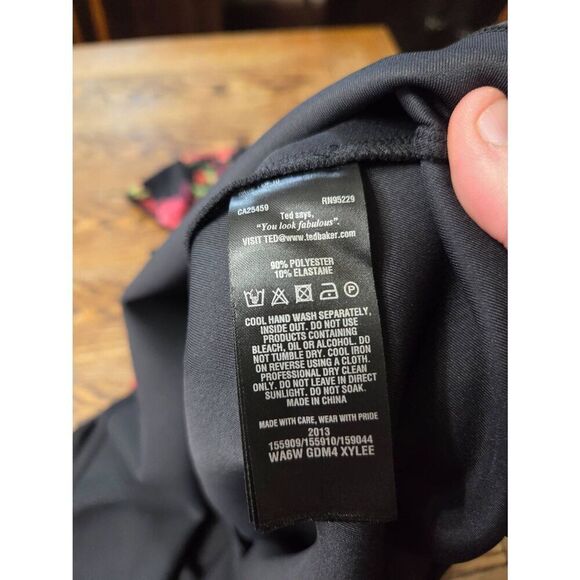 CA25459 RN95229
Ted says,
"You look fabulous".
VISIT TED@www.tedbaker.com
90% POLYESTER
10% ELASTANE
COOL HAND WASH SEPARATELY,
INSIDE OUT. DO NOT USE
PRODUCTS CONTAINING
BLEACH, OIL OR ALCOHOL. DO
NOT TUMBLE DRY. COOL IRON
ON REVERSE USING A CLOTH.
PROFESSIONAL DRY CLEAN
ONLY. DO NOT LEAVE IN DIRECT
SUNLIGHT. DO NOT SOAK.
MADE IN CHINA
MADE WITH CARE, WEAR WITH PRIDE
2013
155909/155910/159044
WA6W GDM4 XYLEE